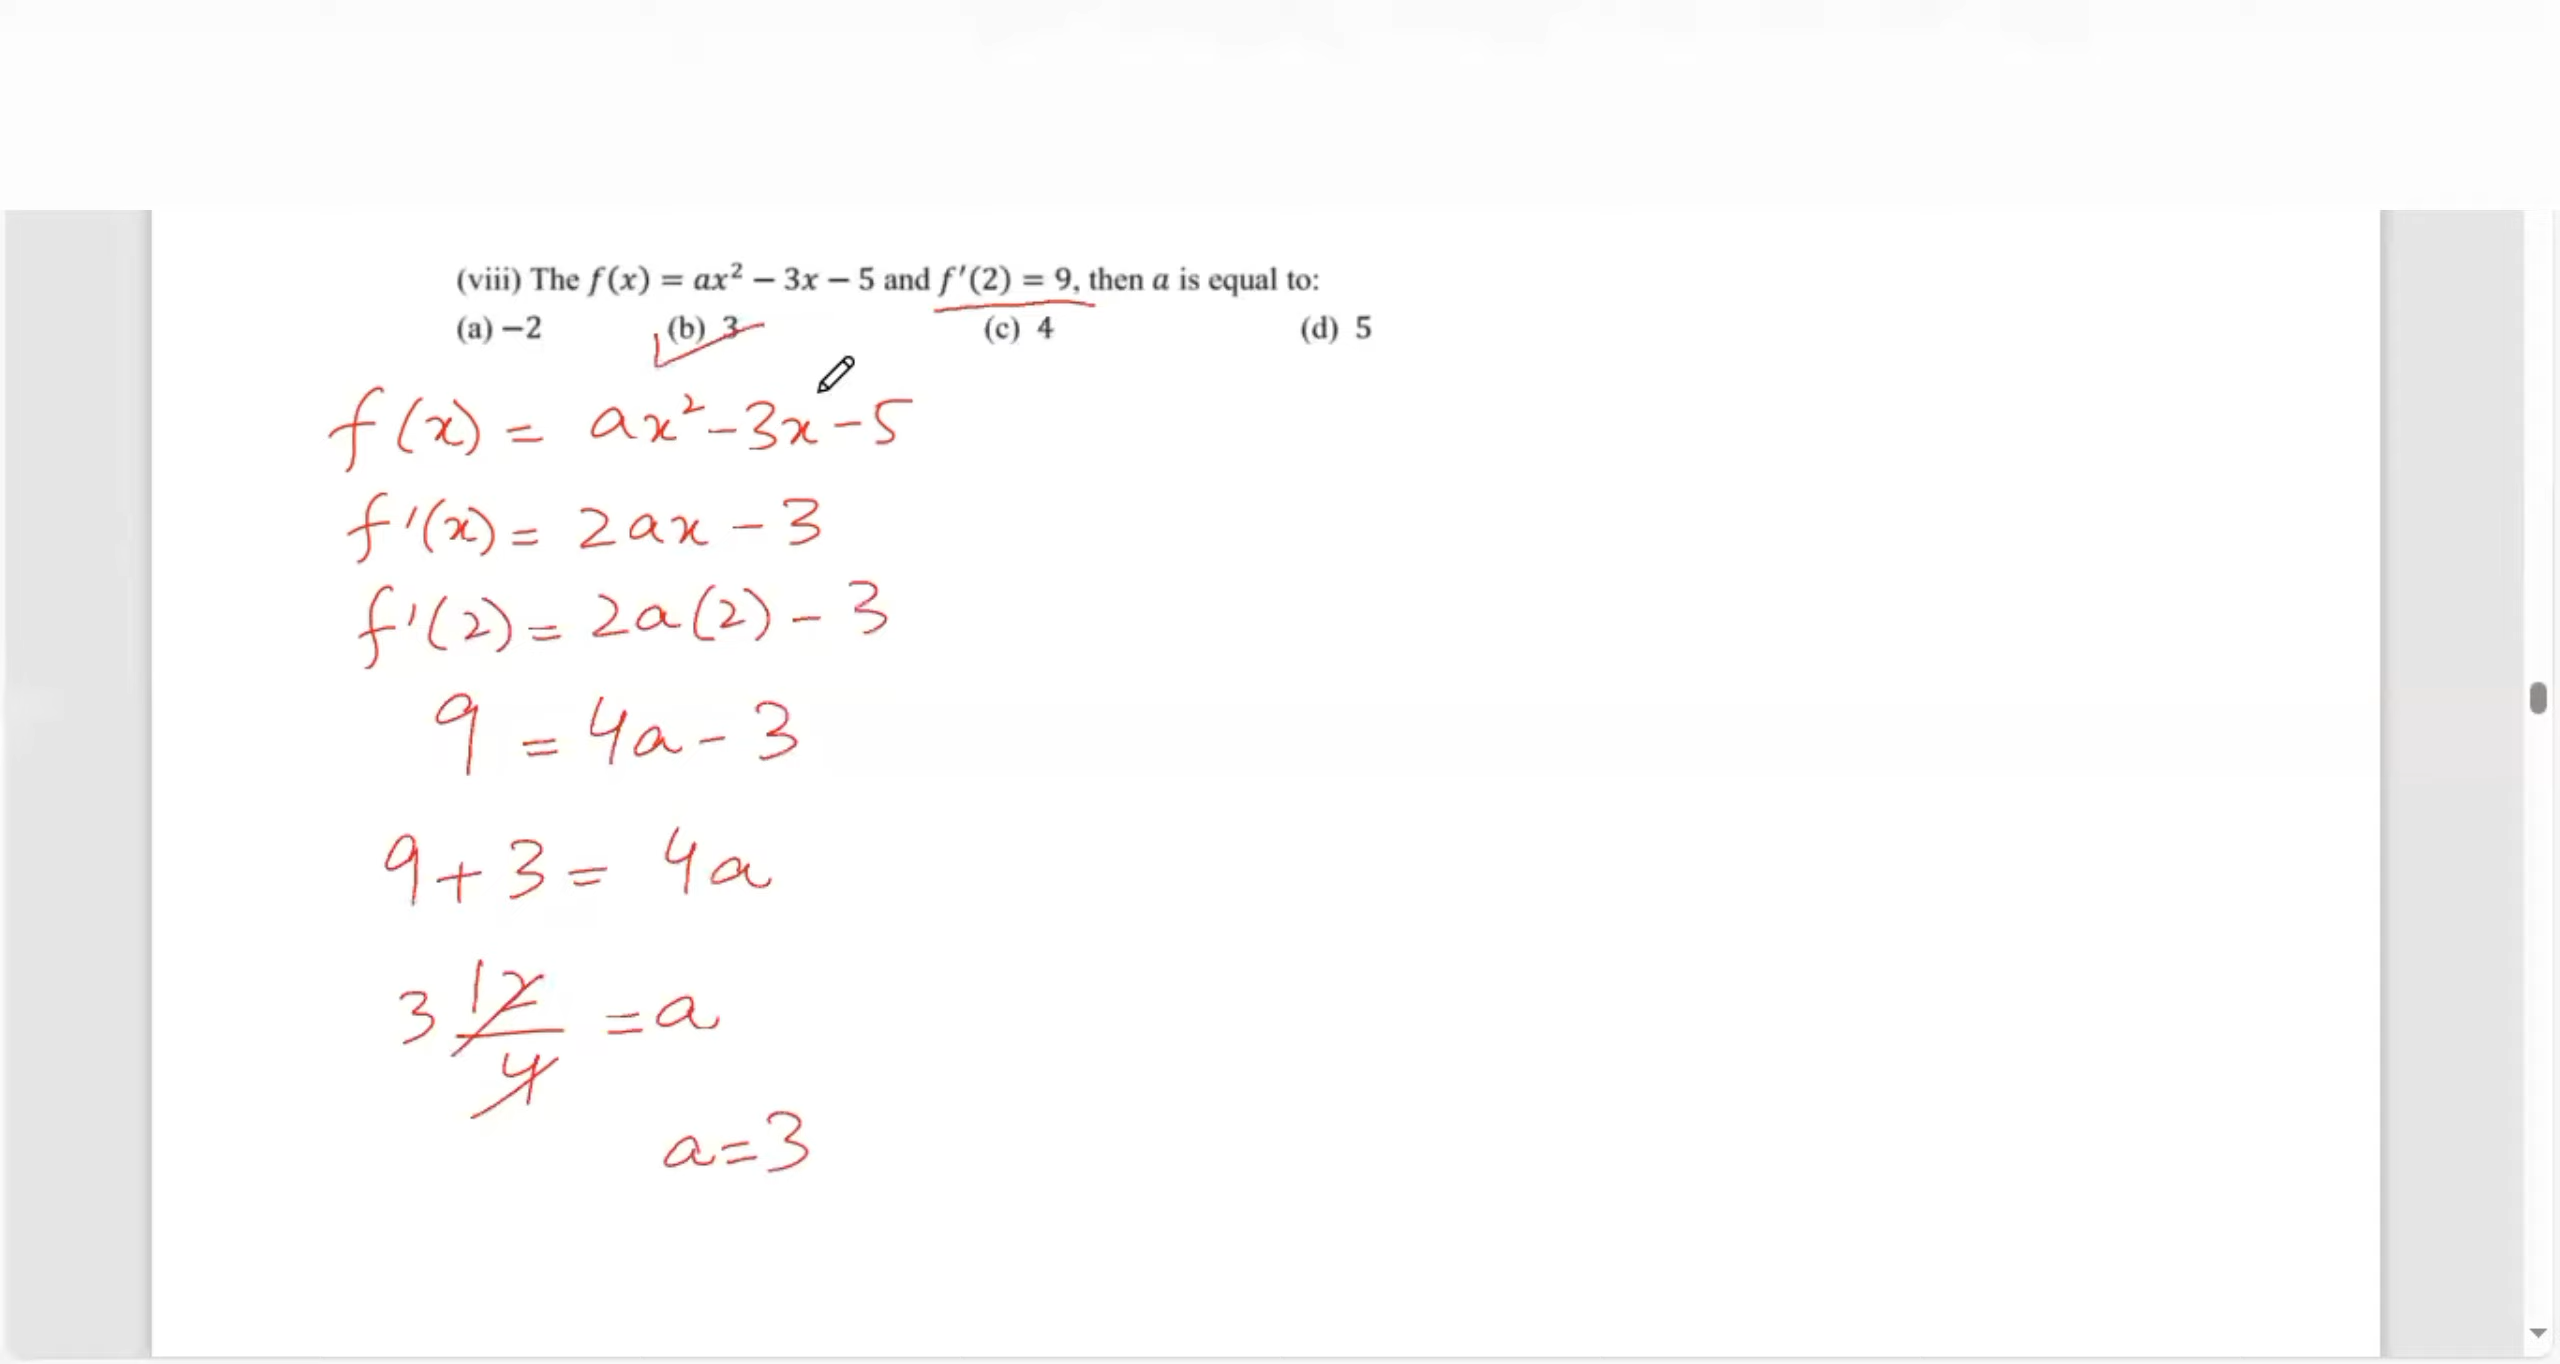 (viii) The f(x) = ax² − 3x − 5 and f′(2) = 9, then a is equal to:
(a) −2 (b) 3 (c) 4 (d) 5
f(x) = ax² − 3x − 5
f'(x) = 2ax − 3
f'(2) = 2a(2) − 3
9 = 4a − 3
9 + 3 = 4a
3 12/4 = a
a = 3